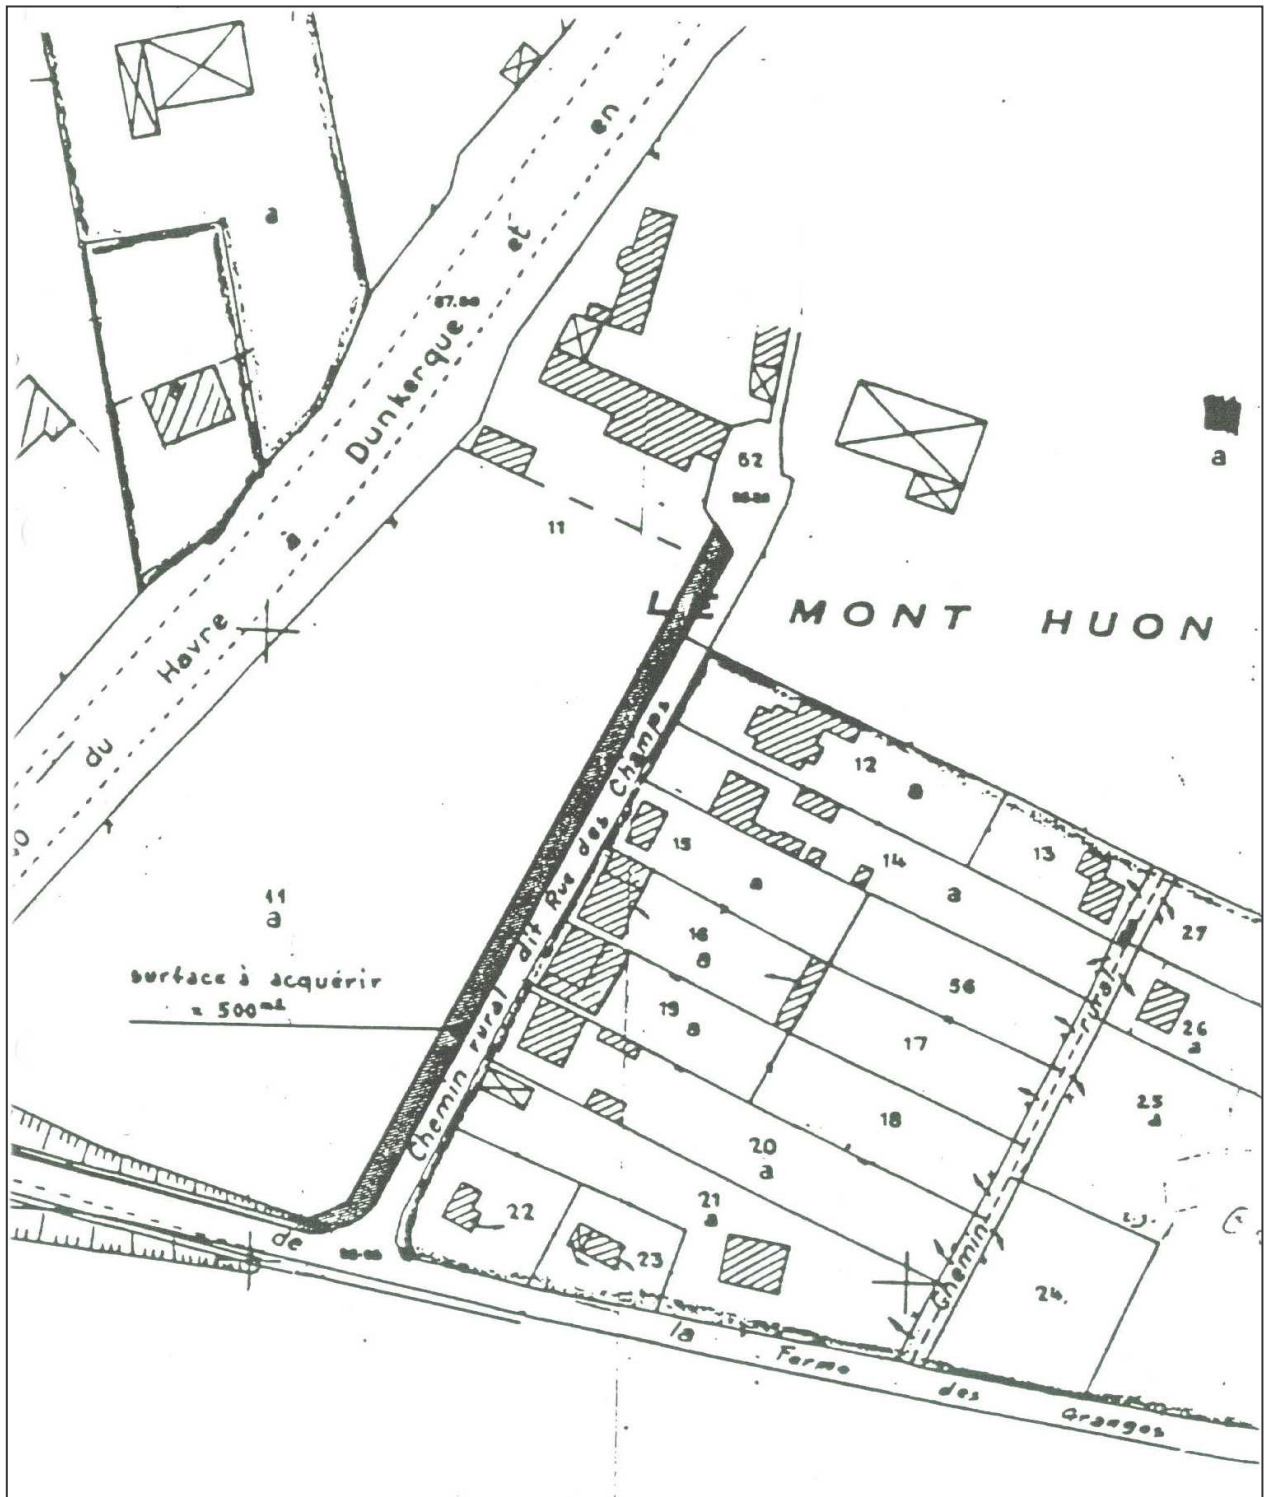 en
et
a
87.00
Dunkerque
à
Havre
du
62
a
11
LE MONT HUON
12
a
13
14
a
15
a
16
a
27
56
26
a
19
a
17
18
25
a
11
a
surface à acquérir
= 500 m2
Chemin rural dit Rue des Champs
20
a
21
a
22
23
24.
Chemin rural
de la Ferme des Granges